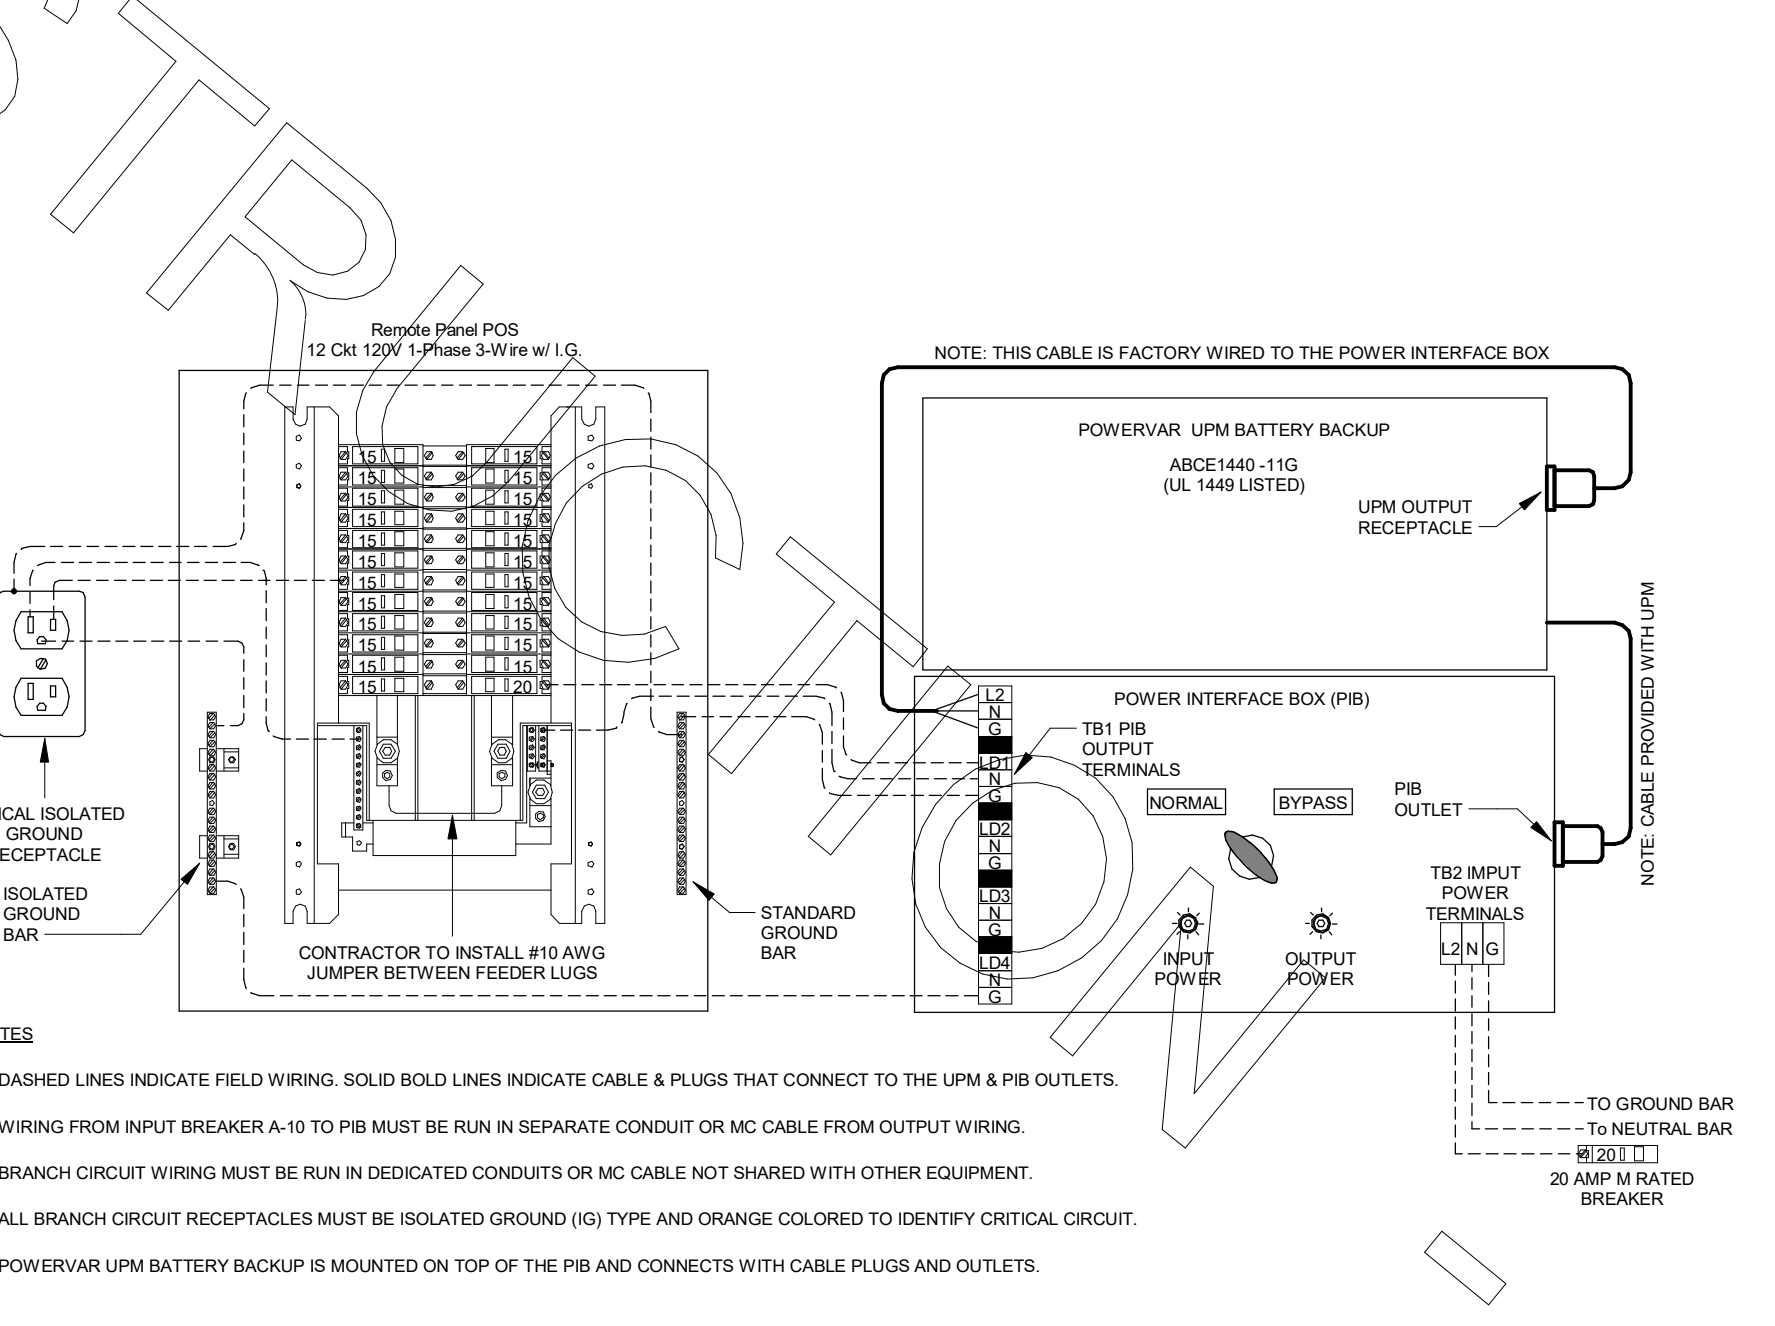 Remote Panel POS
12 Ckt 120V 1-Phase 3-Wire w/ I.G.
15 15
15 15
15 15
15 15
15 15
15 15
15 15
15 15
15 15
15 15
15 15
15 20
ICAL ISOLATED
GROUND
ECEPTACLE
ISOLATED
GROUND
BAR
CONTRACTOR TO INSTALL #10 AWG
JUMPER BETWEEN FEEDER LUGS
STANDARD
GROUND
BAR
NOTE: THIS CABLE IS FACTORY WIRED TO THE POWER INTERFACE BOX
POWERVAR UPM BATTERY BACKUP
ABCE1440 -11G
(UL 1449 LISTED)
UPM OUTPUT
RECEPTACLE
NOTE: CABLE PROVIDED WITH UPM
POWER INTERFACE BOX (PIB)
L2
N
G
LD1
N
G
LD2
N
G
LD3
N
G
LD4
N
G
TB1 PIB
OUTPUT
TERMINALS
NORMAL
BYPASS
PIB
OUTLET
INPUT
POWER
OUTPUT
POWER
TB2 IMPUT
POWER
TERMINALS
L2 N G
TO GROUND BAR
To NEUTRAL BAR
20
20 AMP M RATED
BREAKER
TES
DASHED LINES INDICATE FIELD WIRING. SOLID BOLD LINES INDICATE CABLE & PLUGS THAT CONNECT TO THE UPM & PIB OUTLETS.
WIRING FROM INPUT BREAKER A-10 TO PIB MUST BE RUN IN SEPARATE CONDUIT OR MC CABLE FROM OUTPUT WIRING.
BRANCH CIRCUIT WIRING MUST BE RUN IN DEDICATED CONDUITS OR MC CABLE NOT SHARED WITH OTHER EQUIPMENT.
ALL BRANCH CIRCUIT RECEPTACLES MUST BE ISOLATED GROUND (IG) TYPE AND ORANGE COLORED TO IDENTIFY CRITICAL CIRCUIT.
POWERVAR UPM BATTERY BACKUP IS MOUNTED ON TOP OF THE PIB AND CONNECTS WITH CABLE PLUGS AND OUTLETS.